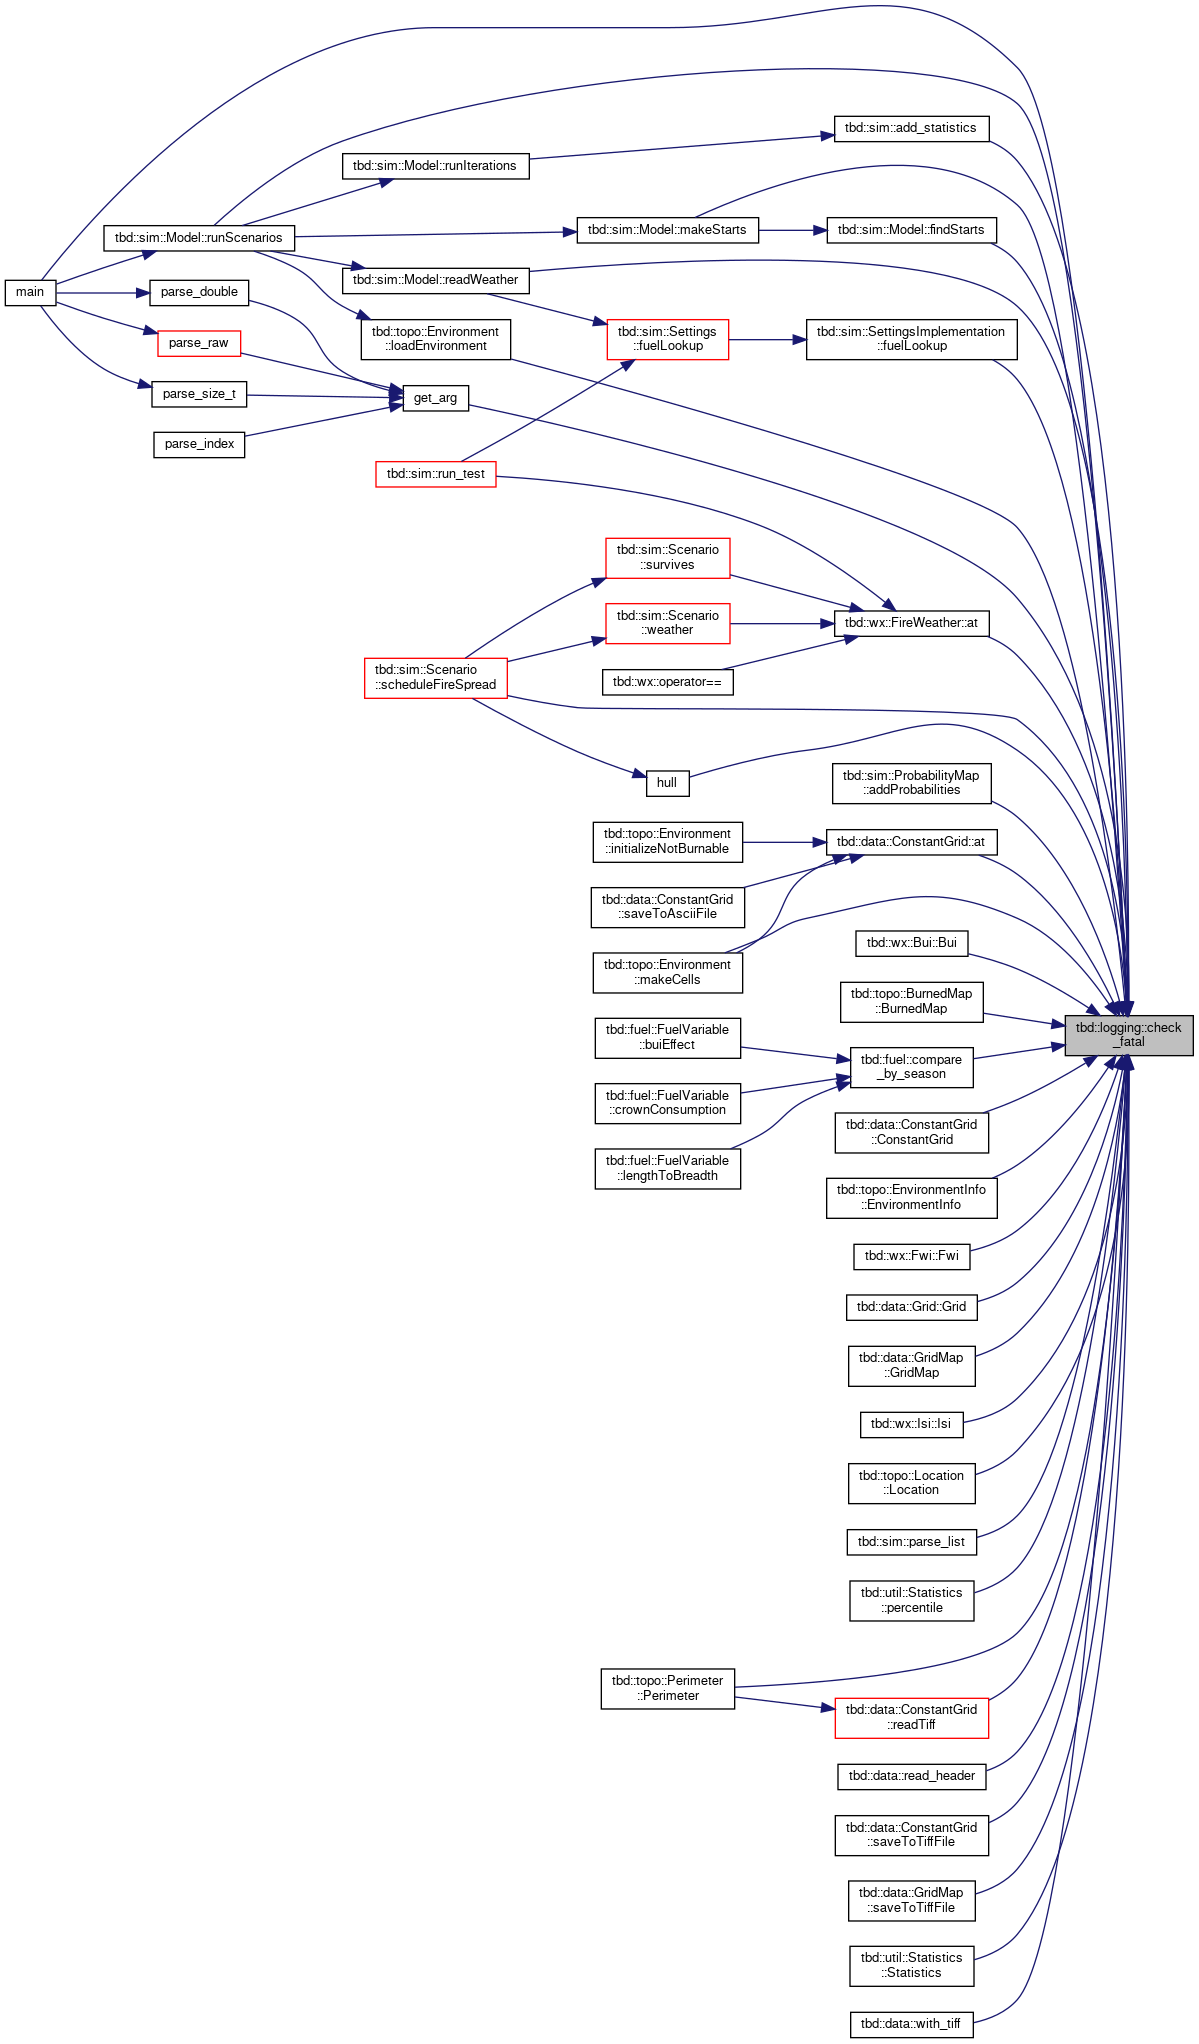 tbd::sim::add_statistics
tbd::sim::Model::runIterations
tbd::sim::Model::runScenarios
tbd::sim::Model::makeStarts
tbd::sim::Model::findStarts
main
parse_double
tbd::sim::Model::readWeather
parse_raw
tbd::topo::Environment
::loadEnvironment
tbd::sim::Settings
::fuelLookup
tbd::sim::SettingsImplementation
::fuelLookup
parse_size_t
get_arg
parse_index
tbd::sim::run_test
tbd::sim::Scenario
::survives
tbd::sim::Scenario
::weather
tbd::wx::FireWeather::at
tbd::sim::Scenario
::scheduleFireSpread
tbd::wx::operator==
hull
tbd::sim::ProbabilityMap
::addProbabilities
tbd::topo::Environment
::initializeNotBurnable
tbd::data::ConstantGrid::at
tbd::data::ConstantGrid
::saveToAsciiFile
tbd::wx::Bui::Bui
tbd::topo::Environment
::makeCells
tbd::topo::BurnedMap
::BurnedMap
tbd::logging::check
_fatal
tbd::fuel::FuelVariable
::buiEffect
tbd::fuel::compare
_by_season
tbd::fuel::FuelVariable
::crownConsumption
tbd::data::ConstantGrid
::ConstantGrid
tbd::fuel::FuelVariable
::lengthToBreadth
tbd::topo::EnvironmentInfo
::EnvironmentInfo
tbd::wx::Fwi::Fwi
tbd::data::Grid::Grid
tbd::data::GridMap
::GridMap
tbd::wx::Isi::Isi
tbd::topo::Location
::Location
tbd::sim::parse_list
tbd::util::Statistics
::percentile
tbd::topo::Perimeter
::Perimeter
tbd::data::ConstantGrid
::readTiff
tbd::data::read_header
tbd::data::ConstantGrid
::saveToTiffFile
tbd::data::GridMap
::saveToTiffFile
tbd::util::Statistics
::Statistics
tbd::data::with_tiff